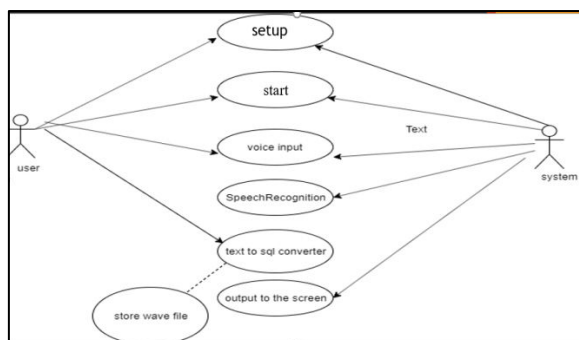 setup
start
Text
voice input
user
system
SpeechRecognition
text to sql converter
output to the screen
store wave file